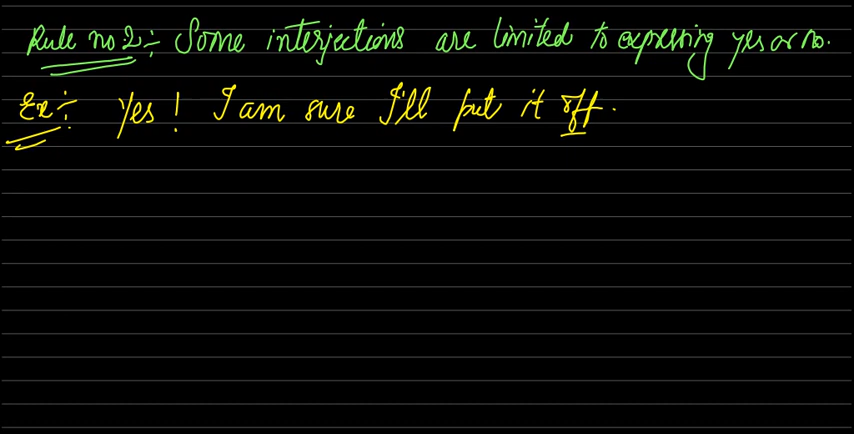 Rule no 2:- Some interjections are limited to expressing yes or no.
Ex:- Yes! I am sure I'll put it off.